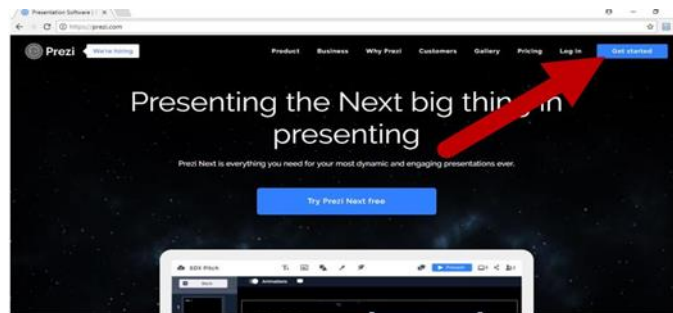 Presentation Software |
https://prezi.com
Prezi
We're hiring
Product Business Why Prezi Customers Gallery Pricing Log in Get started
Presenting the Next big thing in
presenting
Prezi Next is everything you need for your most dynamic and engaging presentations ever.
Try Prezi Next free
SDX Pitch
Present
Animations